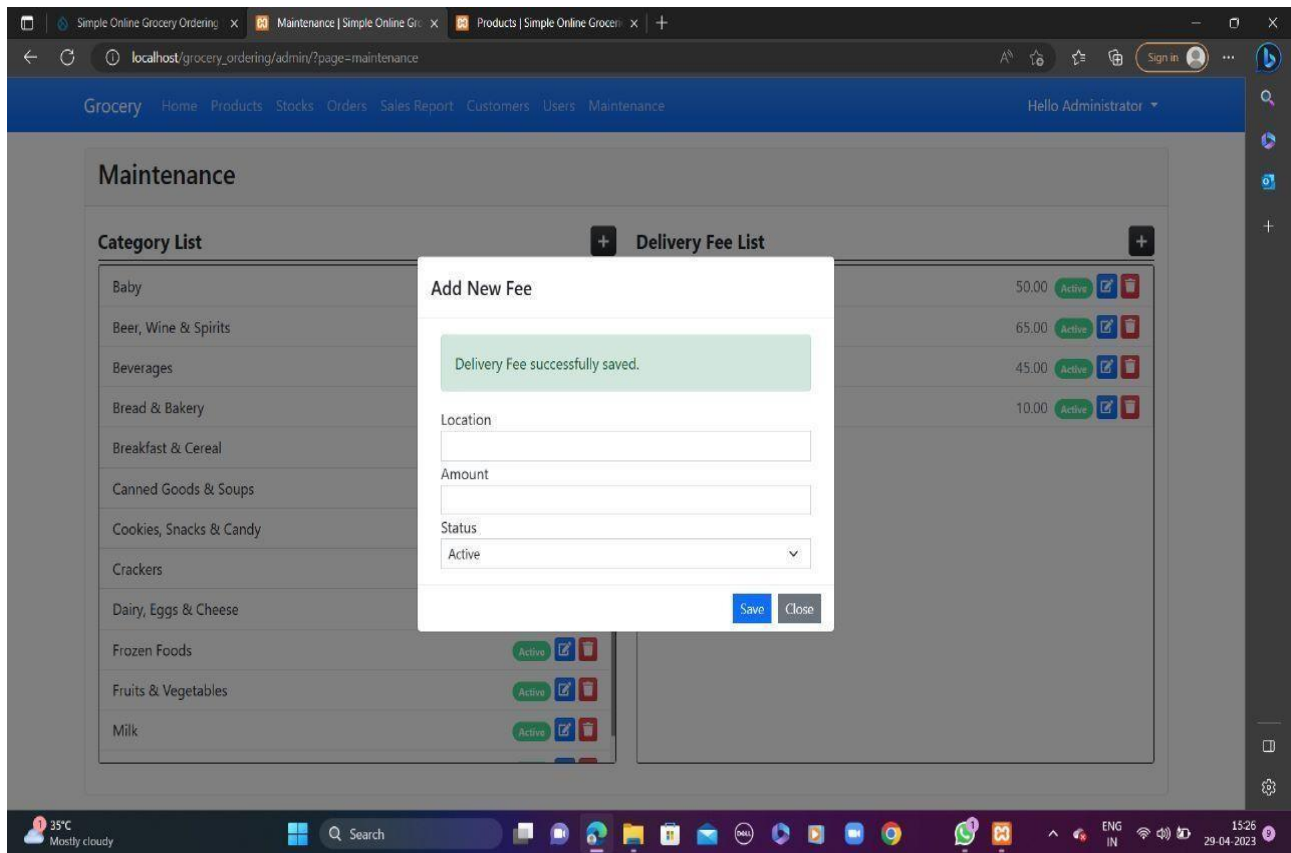 Simple Online Grocery Ordering
Maintenance | Simple Online Gro
Products | Simple Online Grocer
localhost/grocery_ordering/admin/?page=maintenance
Sign in
Grocery Home Products Stocks Orders Sales Report Customers Users Maintenance Hello Administrator
Maintenance
Category List
Delivery Fee List
Baby
Beer, Wine & Spirits
Beverages
Bread & Bakery
Breakfast & Cereal
Canned Goods & Soups
Cookies, Snacks & Candy
Crackers
Dairy, Eggs & Cheese
Frozen Foods Active
Fruits & Vegetables Active
Milk Active
50.00 Active
65.00 Active
45.00 Active
10.00 Active
Add New Fee
Delivery Fee successfully saved.
Location
Amount
Status
Active
Save Close
1
35°C
Mostly cloudy
Search
DELL
1
ENG
IN
15:26
29-04-2023
9